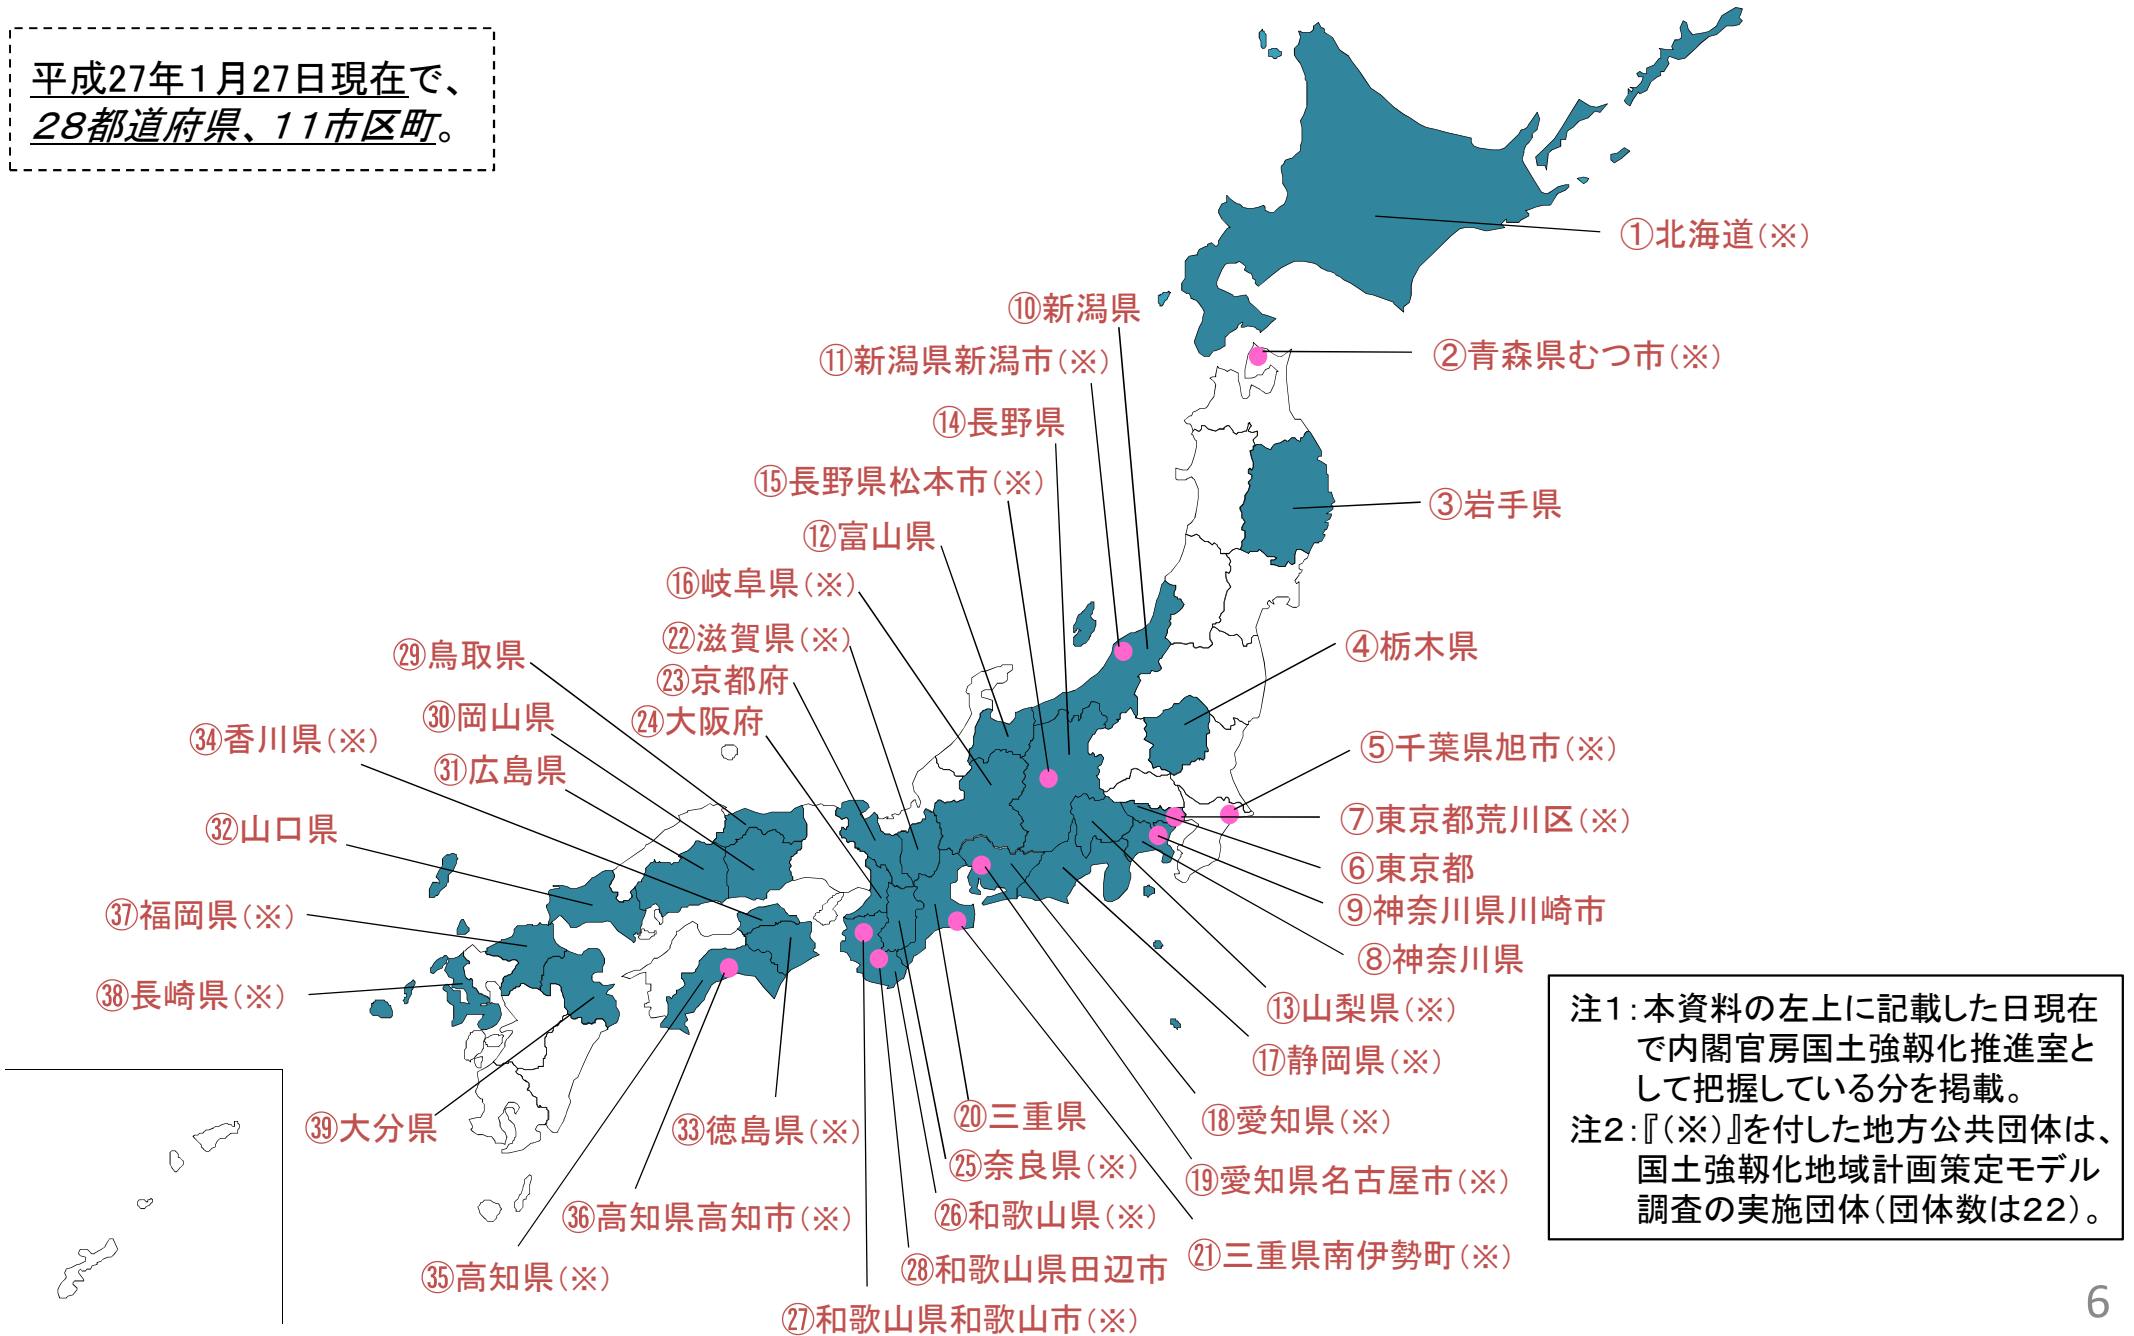 平成27年1月27日現在で、
28都道府県、11市区町。
①北海道(※)
⑩新潟県
②青森県むつ市(※)
⑪新潟県新潟市(※)
⑭長野県
⑮長野県松本市(※)
③岩手県
⑫富山県
⑯岐阜県(※)
㉒滋賀県(※)
④栃木県
㉙鳥取県
㉓京都府
㉚岡山県
㉔大阪府
㉞香川県(※)
⑤千葉県旭市(※)
㉛広島県
⑦東京都荒川区(※)
㉜山口県
⑥東京都
㊲福岡県(※)
⑨神奈川県川崎市
⑧神奈川県
㊳長崎県(※)
⑬山梨県(※)
⑰静岡県(※)
㊴大分県
㉝徳島県(※)
⑳三重県
⑱愛知県(※)
㉕奈良県(※)
⑲愛知県名古屋市(※)
㊱高知県高知市(※)
㉖和歌山県(※)
㉑三重県南伊勢町(※)
㉟高知県(※)
㉘和歌山県田辺市
㉗和歌山県和歌山市(※)
注1:本資料の左上に記載した日現在
で内閣官房国土強靱化推進室と
して把握している分を掲載。
注2:『(※)』を付した地方公共団体は、
国土強靱化地域計画策定モデル
調査の実施団体(団体数は22)。
6